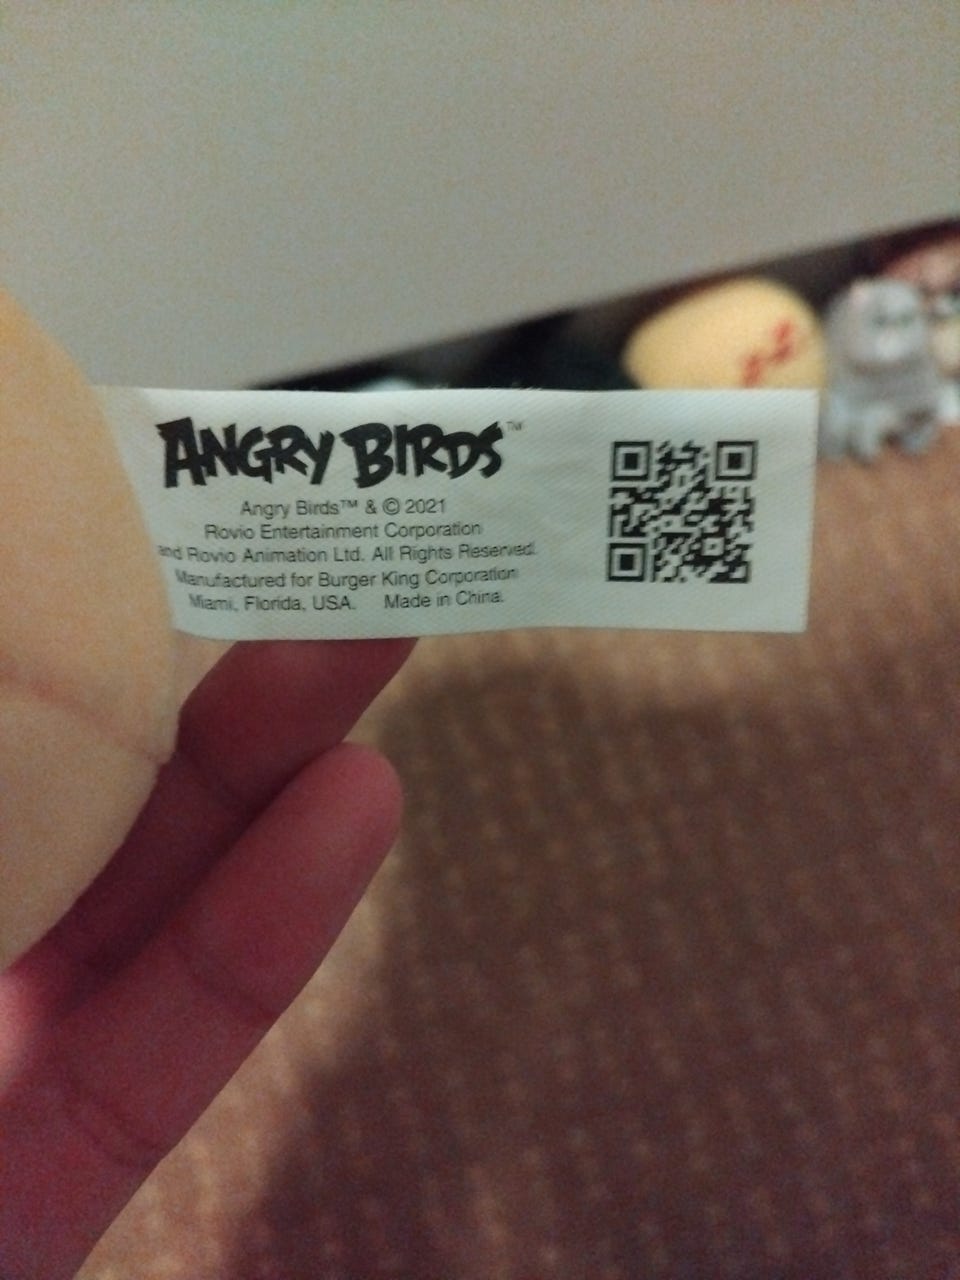 ANGRY BIRDS™
Angry Birds™ & © 2021
Rovio Entertainment Corporation
and Rovio Animation Ltd. All Rights Reserved.
Manufactured for Burger King Corporation
Miami, Florida, USA. Made in China.